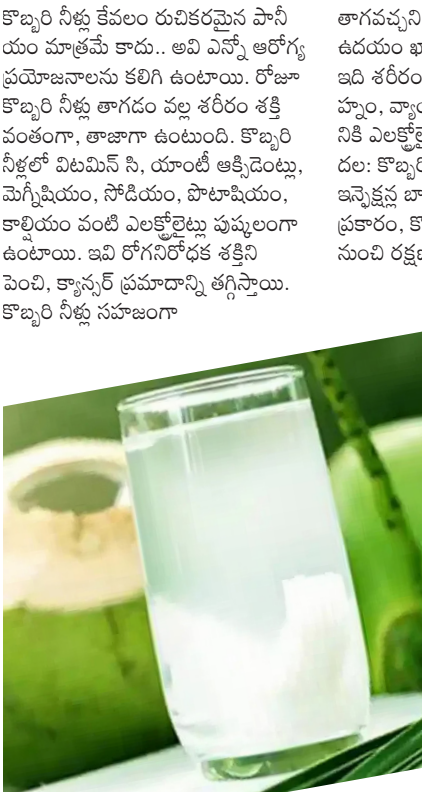 కొబ్బరి నీళ్లు కేవలం రుచికరమైన పానీ
యం మాత్రమే కాదు.. అవి ఎన్నో ఆరోగ్య
ప్రయోజనాలను కలిగి ఉంటాయి. రోజూ
కొబ్బరి నీళ్లు తాగడం వల్ల శరీరం శక్తి
వంతంగా, తాజాగా ఉంటుంది. కొబ్బరి
నీళ్లలో విటమిన్ సి, యాంటీ ఆక్సిడెంట్లు,
మెగ్నీషియం, సోడియం, పొటాషియం,
కాల్షియం వంటి ఎలక్ట్రోలైట్లు పుష్కలంగా
ఉంటాయి. ఇవి రోగనిరోధక శక్తిని
పెంచి, క్యాన్సర్ ప్రమాదాన్ని తగ్గిస్తాయి.
కొబ్బరి నీళ్లు సహజంగా
తాగవచ్చని
ఉదయం
ఇది శరీరం
హ్నం,
నికి
దల: కొబ్బరి
ఇన్ఫెక్షన్ల
ప్రకారం,
నుంచి